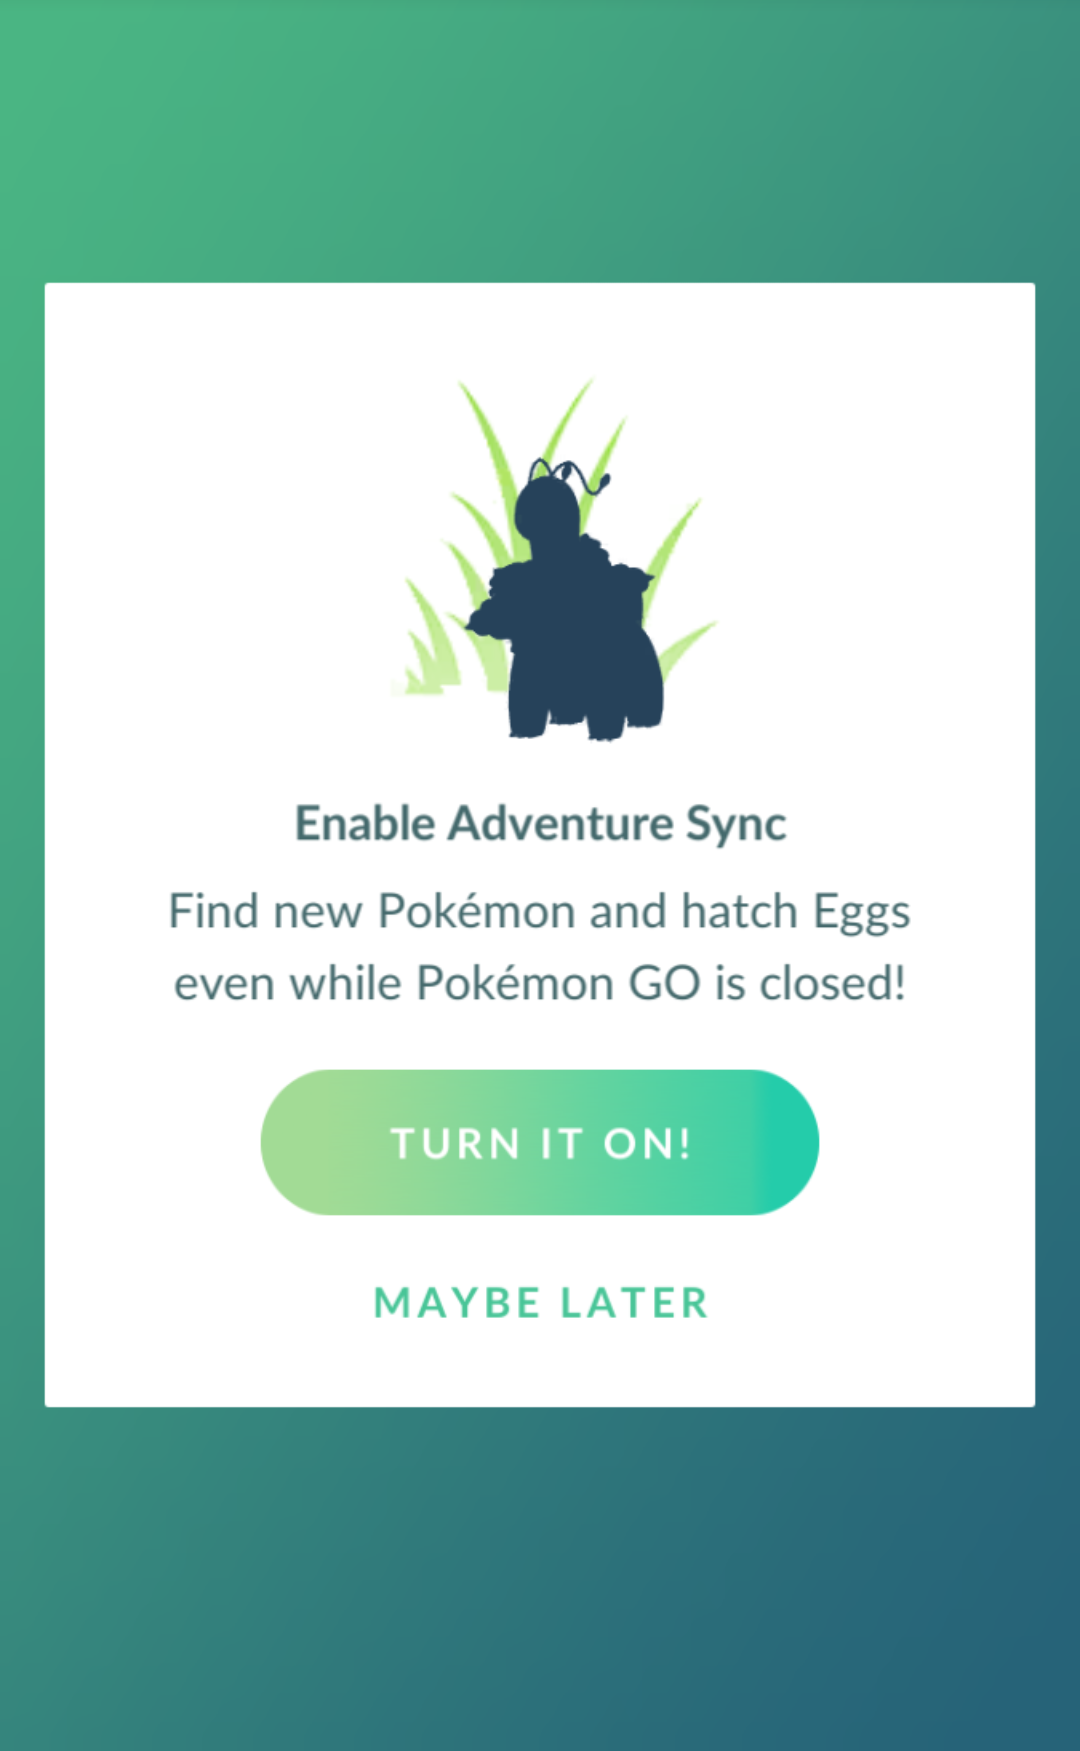 Enable Adventure Sync
Find new Pokémon and hatch Eggs
even while Pokémon GO is closed!
TURN IT ON!
MAYBE LATER